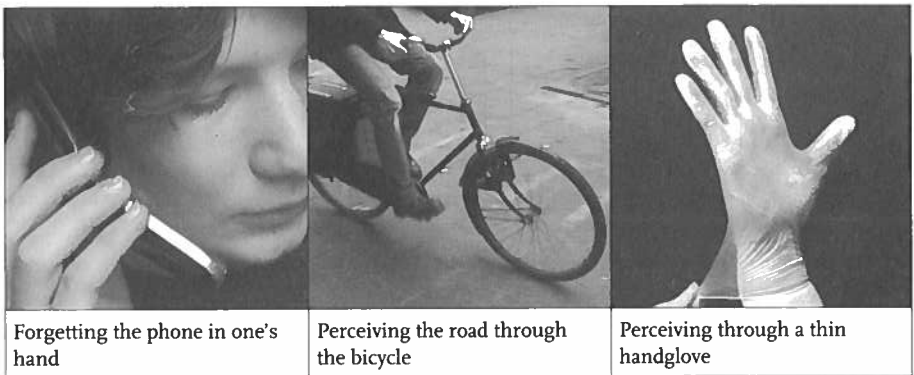 Forgetting the phone in one's
hand
Perceiving the road through
the bicycle
Perceiving through a thin
handglove